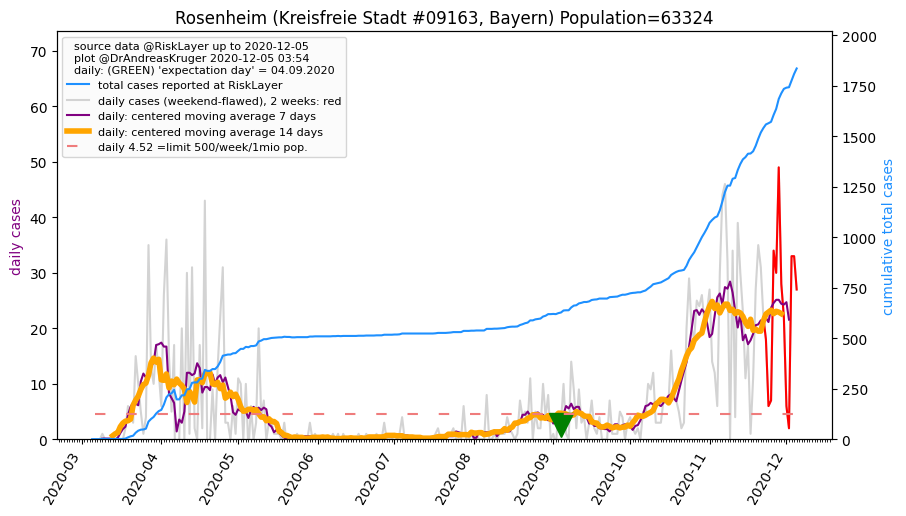 Rosenheim (Kreisfreie Stadt #09163, Bayern) Population=63324
source data @RiskLayer up to 2020-12-05
plot @DrAndreasKruger 2020-12-05 03:54
daily: (GREEN) 'expectation day' = 04.09.2020
total cases reported at RiskLayer
daily cases (weekend-flawed), 2 weeks: red
daily: centered moving average 7 days
daily: centered moving average 14 days
daily 4.52 =limit 500/week/1mio pop.
daily cases
70
60
50
40
30
20
10
0
cumulative total cases
2000
1750
1500
1250
1000
750
500
250
0
2020-03
2020-04
2020-05
2020-06
2020-07
2020-08
2020-09
2020-10
2020-11
2020-12